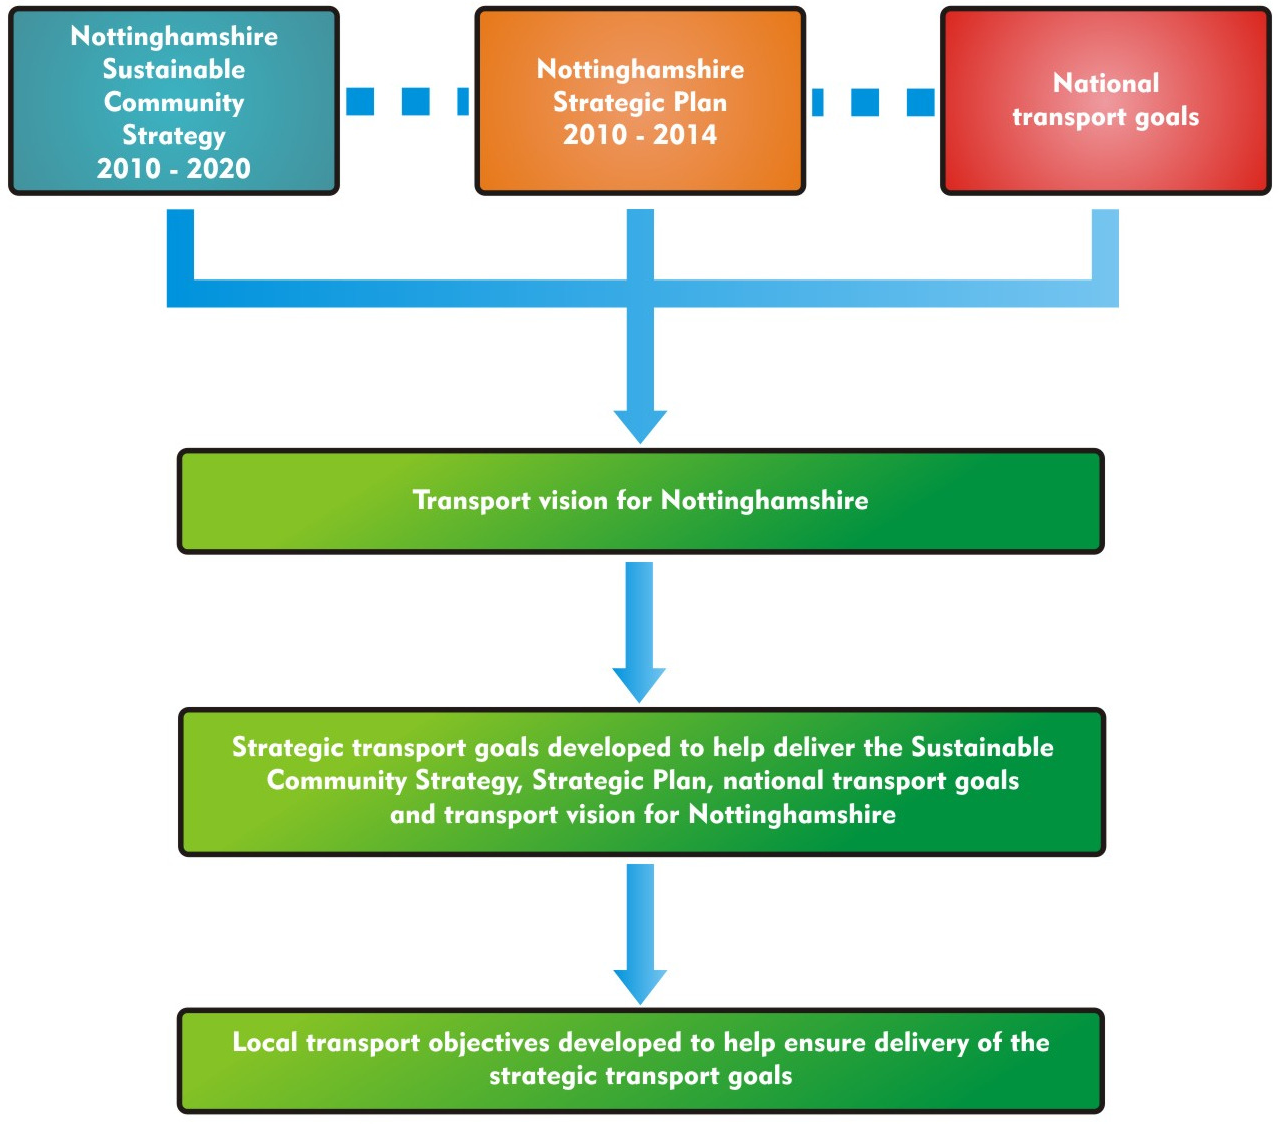 Nottinghamshire
Sustainable
Community
Strategy
2010 - 2020
Nottinghamshire
Strategic Plan
2010 - 2014
National
transport goals
Transport vision for Nottinghamshire
Strategic transport goals developed to help deliver the Sustainable
Community Strategy, Strategic Plan, national transport goals
and transport vision for Nottinghamshire
Local transport objectives developed to help ensure delivery of the
strategic transport goals